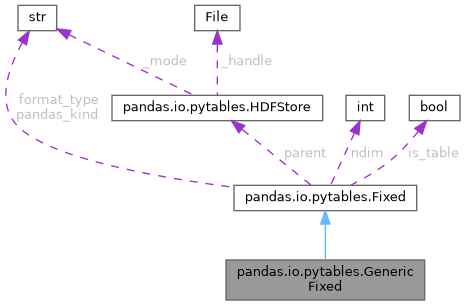 str
File
_mode
_handle
format_type
pandas_kind
pandas.io.pytables.HDFStore
int
bool
parent
ndim
is_table
pandas.io.pytables.Fixed
pandas.io.pytables.Generic
Fixed